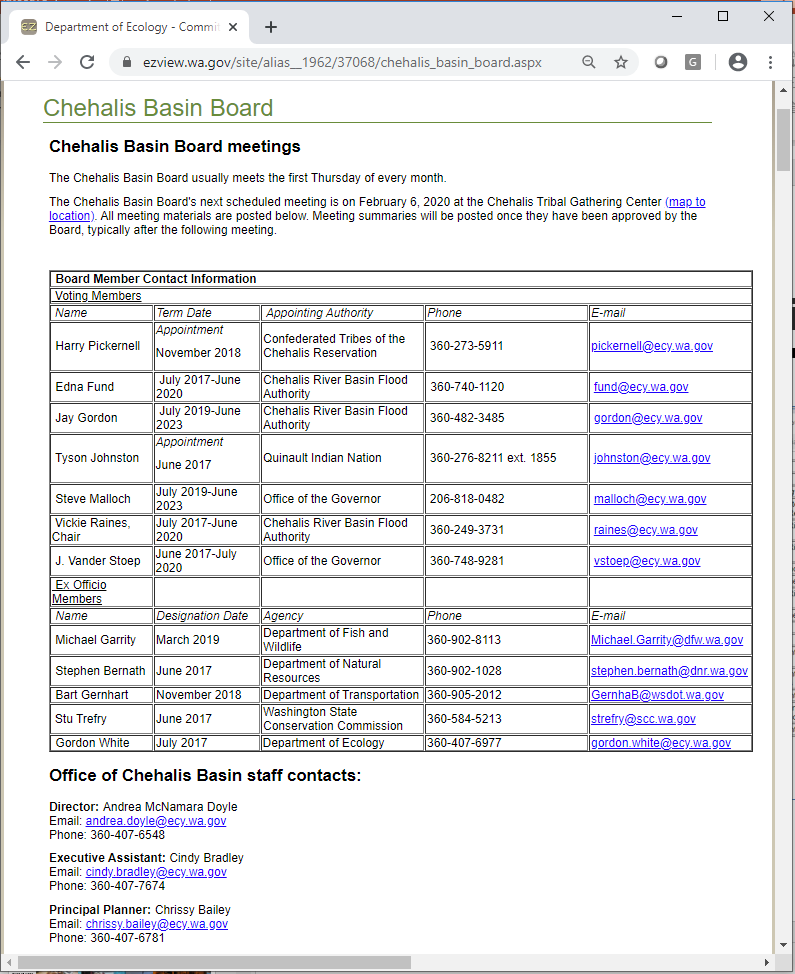 Department of Ecology - Commit
ezview.wa.gov/site/alias__1962/37068/chehalis_basin_board.aspx
Chehalis Basin Board
Chehalis Basin Board meetings
The Chehalis Basin Board usually meets the first Thursday of every month.
The Chehalis Basin Board's next scheduled meeting is on February 6, 2020 at the Chehalis Tribal Gathering Center (map to
location). All meeting materials are posted below. Meeting summaries will be posted once they have been approved by the
Board, typically after the following meeting.
Board Member Contact Information
Voting Members
Name Term Date Appointing Authority Phone E-mail
Appointment
Harry Pickernell November 2018 Confederated Tribes of the
Chehalis Reservation 360-273-5911 pickernell@ecy.wa.gov
Edna Fund July 2017-June
2020 Chehalis River Basin Flood
Authority 360-740-1120 fund@ecy.wa.gov
Jay Gordon July 2019-June
2023 Chehalis River Basin Flood
Authority 360-482-3485 gordon@ecy.wa.gov
Appointment
Tyson Johnston June 2017 Quinault Indian Nation 360-276-8211 ext. 1855 johnston@ecy.wa.gov
Steve Malloch July 2019-June
2023 Office of the Governor 206-818-0482 malloch@ecy.wa.gov
Vickie Raines,
Chair July 2017-June
2020 Chehalis River Basin Flood
Authority 360-249-3731 raines@ecy.wa.gov
J. Vander Stoep June 2017-July
2020 Office of the Governor 360-748-9281 vstoep@ecy.wa.gov
Ex Officio
Members
Name Designation Date Agency Phone E-mail
Michael Garrity March 2019 Department of Fish and
Wildlife 360-902-8113 Michael.Garrity@dfw.wa.gov
Stephen Bernath June 2017 Department of Natural
Resources 360-902-1028 stephen.bernath@dnr.wa.gov
Bart Gernhart November 2018 Department of Transportation 360-905-2012 GernhaB@wsdot.wa.gov
Stu Trefry June 2017 Washington State
Conservation Commission 360-584-5213 strefry@scc.wa.gov
Gordon White July 2017 Department of Ecology 360-407-6977 gordon.white@ecy.wa.gov
Office of Chehalis Basin staff contacts:
Director: Andrea McNamara Doyle
Email: andrea.doyle@ecy.wa.gov
Phone: 360-407-6548
Executive Assistant: Cindy Bradley
Email: cindy.bradley@ecy.wa.gov
Phone: 360-407-7674
Principal Planner: Chrissy Bailey
Email: chrissy.bailey@ecy.wa.gov
Phone: 360-407-6781